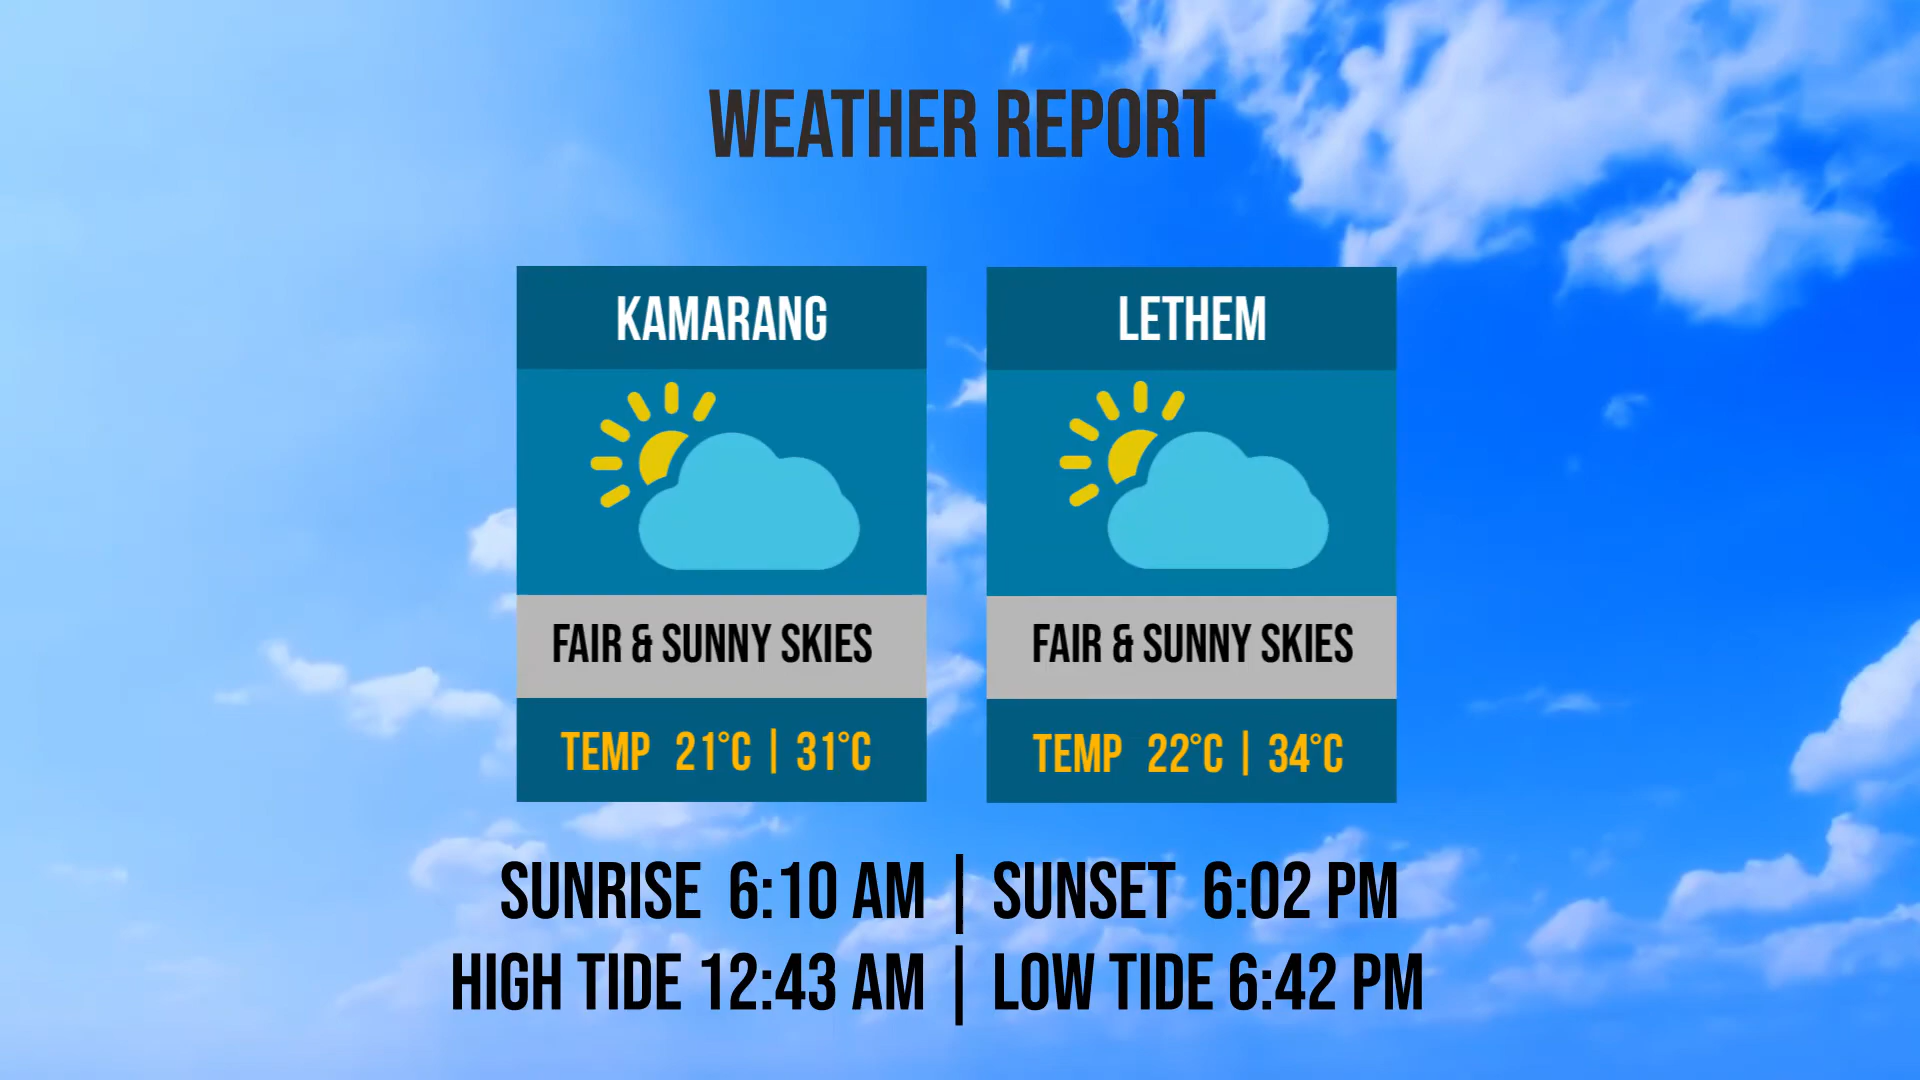 WEATHER REPORT
KAMARANG
FAIR & SUNNY SKIES
TEMP 21°C | 31°C
LETHEM
FAIR & SUNNY SKIES
TEMP 22°C | 34°C
SUNRISE 6:10 AM | SUNSET 6:02 PM
HIGH TIDE 12:43 AM | LOW TIDE 6:42 PM